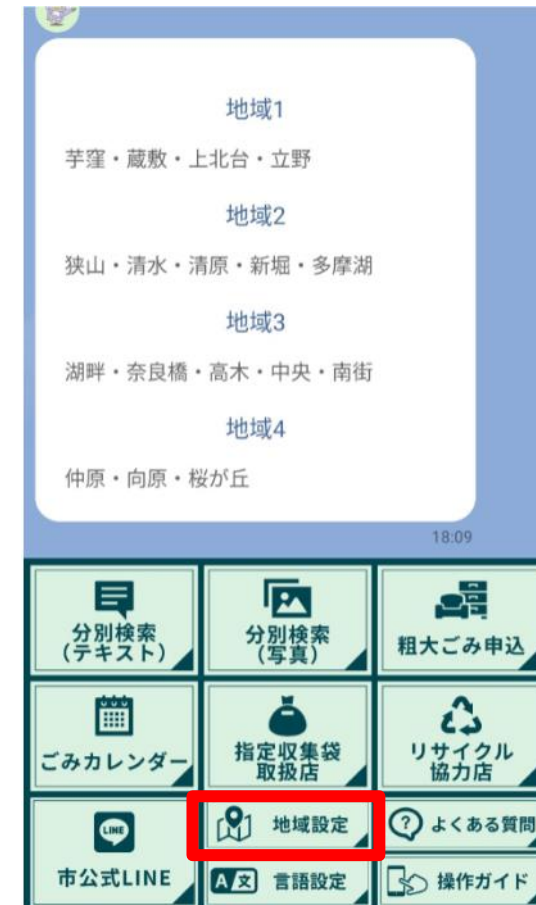 地域1
芋窪・蔵敷・上北台・立野
地域2
狭山・清水・清原・新堀・多摩湖
地域3
湖畔・奈良橋・高木・中央・南街
地域4
仲原・向原・桜が丘
18:09
分別検索
(テキスト)
分別検索
(写真)
粗大ごみ申込
ごみカレンダー
指定収集袋
取扱店
リサイクル
協力店
LINE
市公式LINE
地域設定
? よくある質問
A文 言語設定
操作ガイド